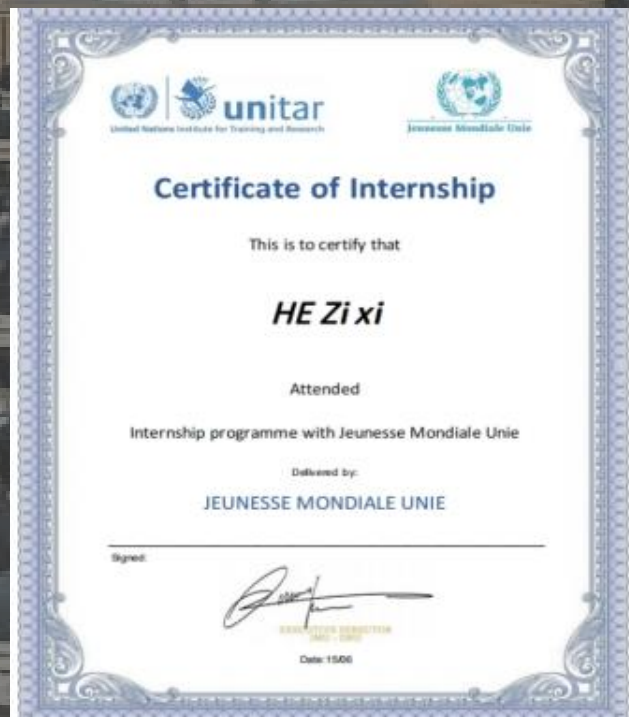 unitar
United Nations Institute for Training and Research
Jeunesse Mondiale Unie
Certificate of Internship
This is to certify that
HE Zi xi
Attended
Internship programme with Jeunesse Mondiale Unie
Delivered by:
JEUNESSE MONDIALE UNIE
Signed:
EXECUTIVE DIRECTOR
Date: 15/06